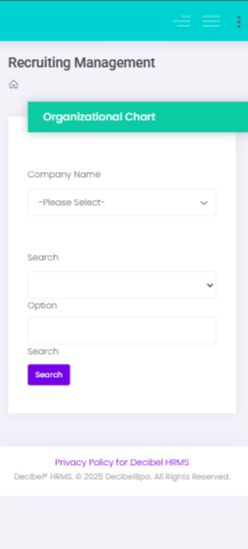 Recruiting Management
Organizational Chart
Company Name
-Please Select-
Search
Option
Search
Search
Privacy Policy for Decibel HRMS
Decibel® HRMS, © 2025 DecibelBpo. All Rights Reserved.